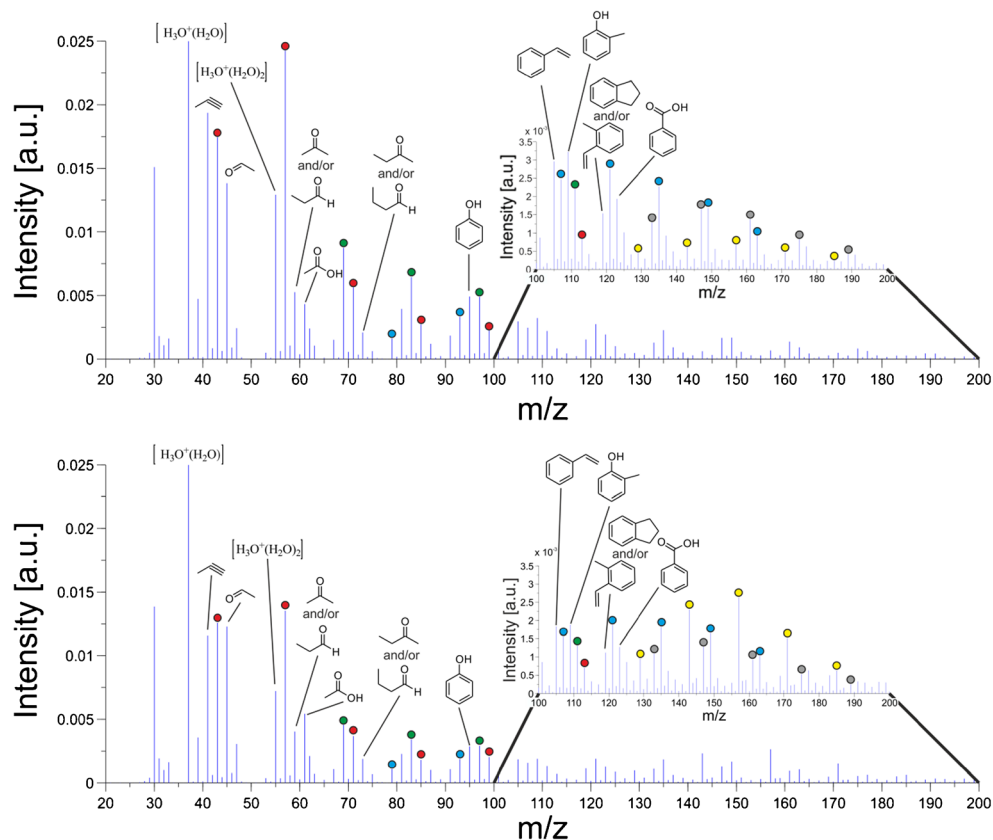 [H3O+(H2O)]
[H3O+(H2O)2]
O
O
and/or
O
H
O
OH
O
and/or
O
H
OH
OH
and/or
O
OH
Intensity [a.u.]
0.025
0.02
0.015
0.01
0.005
0
20
30
40
50
60
70
80
90
100
110
120
130
140
150
160
170
180
190
200
m/z
x 10⁻³
Intensity [a.u.]
3.5
3
2.5
2
1.5
1
0.5
0
100
110
120
130
140
150
160
170
180
190
200
m/z
[H3O+(H2O)]
[H3O+(H2O)2]
O
O
and/or
O
H
O
OH
O
and/or
O
H
OH
OH
and/or
O
OH
Intensity [a.u.]
0.025
0.02
0.015
0.01
0.005
0
20
30
40
50
60
70
80
90
100
110
120
130
140
150
160
170
180
190
200
m/z
Intensity [a.u.]
3.5
3
2.5
2
1.5
1
0.5
0
100
110
120
130
140
150
160
170
180
190
200
m/z